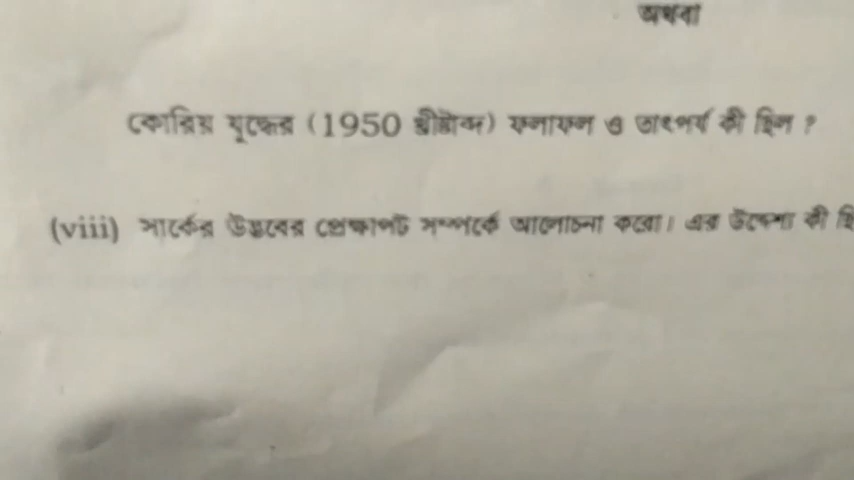 অথবা
কোরিয় যুদ্ধের (1950 খ্রীষ্টাব্দ) ফলাফল ও তাৎপর্য কী ছিল ?
(viii) সার্কের উদ্ভবের প্রেক্ষাপট সম্পর্কে আলোচনা করো। এর উদ্দেশ্য কী